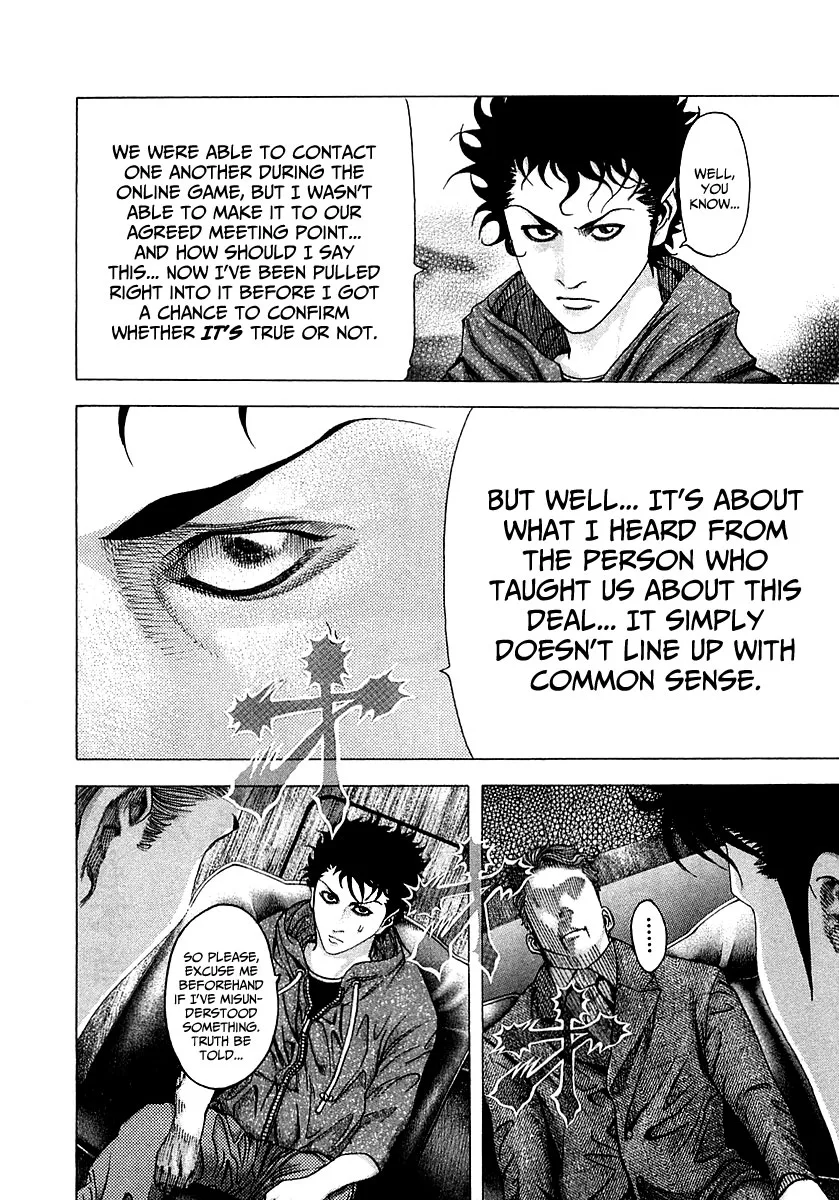 WELL,
YOU
KNOW...
WE WERE ABLE TO CONTACT
ONE ANOTHER DURING THE
ONLINE GAME, BUT I WASN'T
ABLE TO MAKE IT TO OUR
AGREED MEETING POINT...
AND HOW SHOULD I SAY
THIS... NOW I'VE BEEN PULLED
RIGHT INTO IT BEFORE I GOT
A CHANCE TO CONFIRM
WHETHER IT'S TRUE OR NOT.
BUT WELL... IT'S ABOUT
WHAT I HEARD FROM
THE PERSON WHO
TAUGHT US ABOUT THIS
DEAL... IT SIMPLY
DOESN'T LINE UP WITH
COMMON SENSE.
......
SO PLEASE,
EXCUSE ME
BEFOREHAND
IF I'VE MISUN-
DERSTOOD
SOMETHING.
TRUTH BE
TOLD...